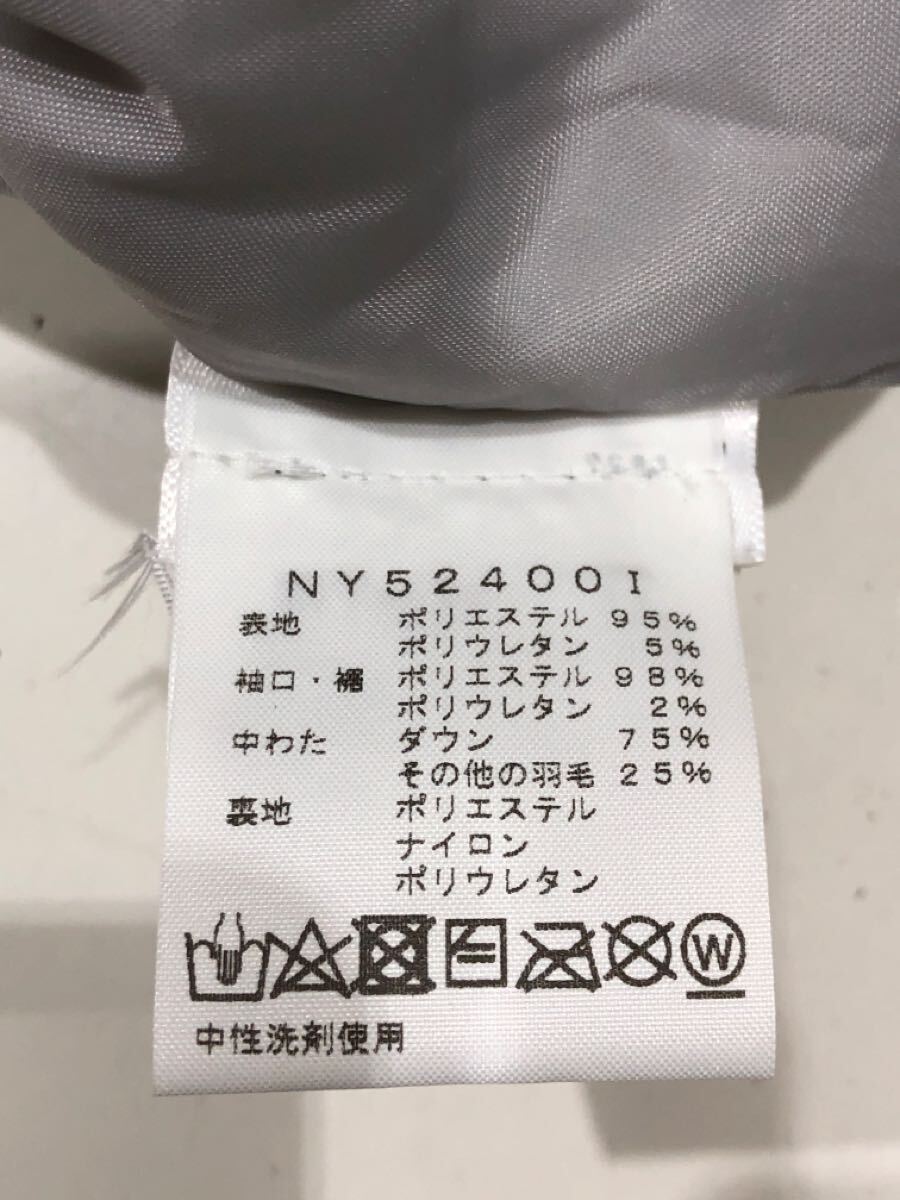 NY52400I
表地 ポリエステル 95%
ポリウレタン 5%
袖口・裾 ポリエステル 98%
ポリウレタン 2%
中わた ダウン 75%
その他の羽毛 25%
裏地 ポリエステル
ナイロン
ポリウレタン
W
中性洗剤使用